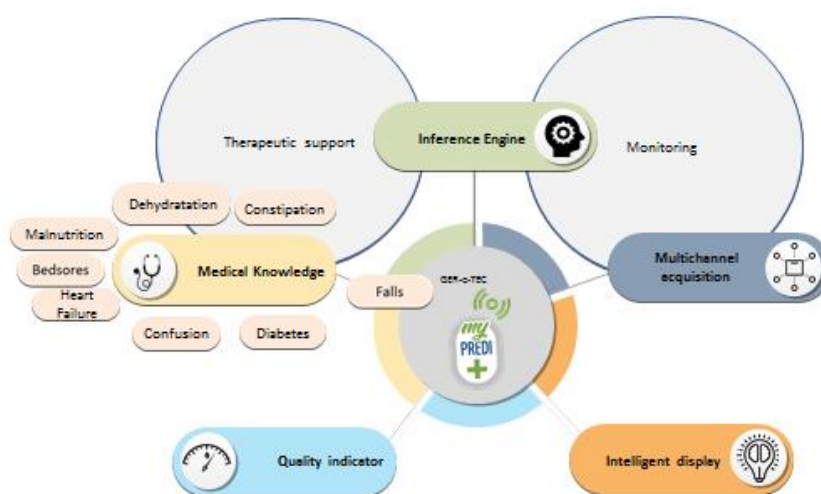 Therapeutic support
Inference Engine
Monitoring
Dehydratation
Constipation
Malnutrition
Medical Knowledge
Bedsores
Heart
Failure
Confusion
Diabetes
Falls
GER-o-TEC
my
PREDI
Multichannel
acquisition
Quality indicator
Intelligent display